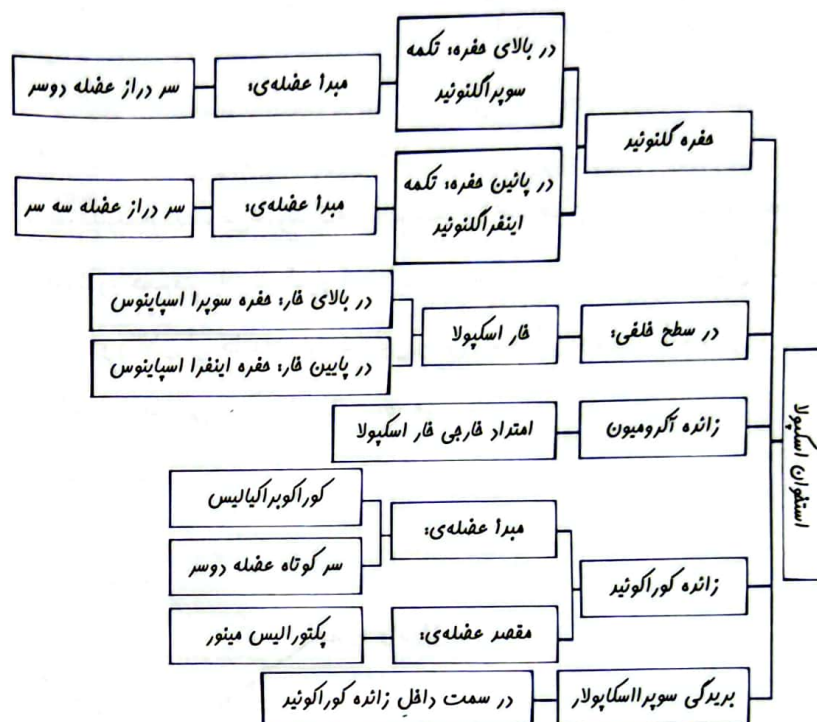 استخوان اسکپولا
حفره گلنوئید
در بالای حفره: تکمه
سوپراگلنوئید
مبدأ عضله‌ی:
سر دراز عضله دوسر
در پائین حفره: تکمه
اینفراگلنوئید
مبدأ عضله‌ی:
سر دراز عضله سه سر
در سطح خلفی:
خار اسکپولا
در بالای خار: حفره سوپرا اسپاینوس
در پایین خار: حفره اینفرا اسپاینوس
زائده آکرومیون
امتداد خارجی خار اسکپولا
زائده کوراکوئید
مبدأ عضله‌ی:
کوراکوبراکیالیس
سر کوتاه عضله دوسر
مقصد عضله‌ی:
پکتورالیس مینور
بریدگی سوپرااسکاپولار
در سمت داخل زائده کوراکوئید